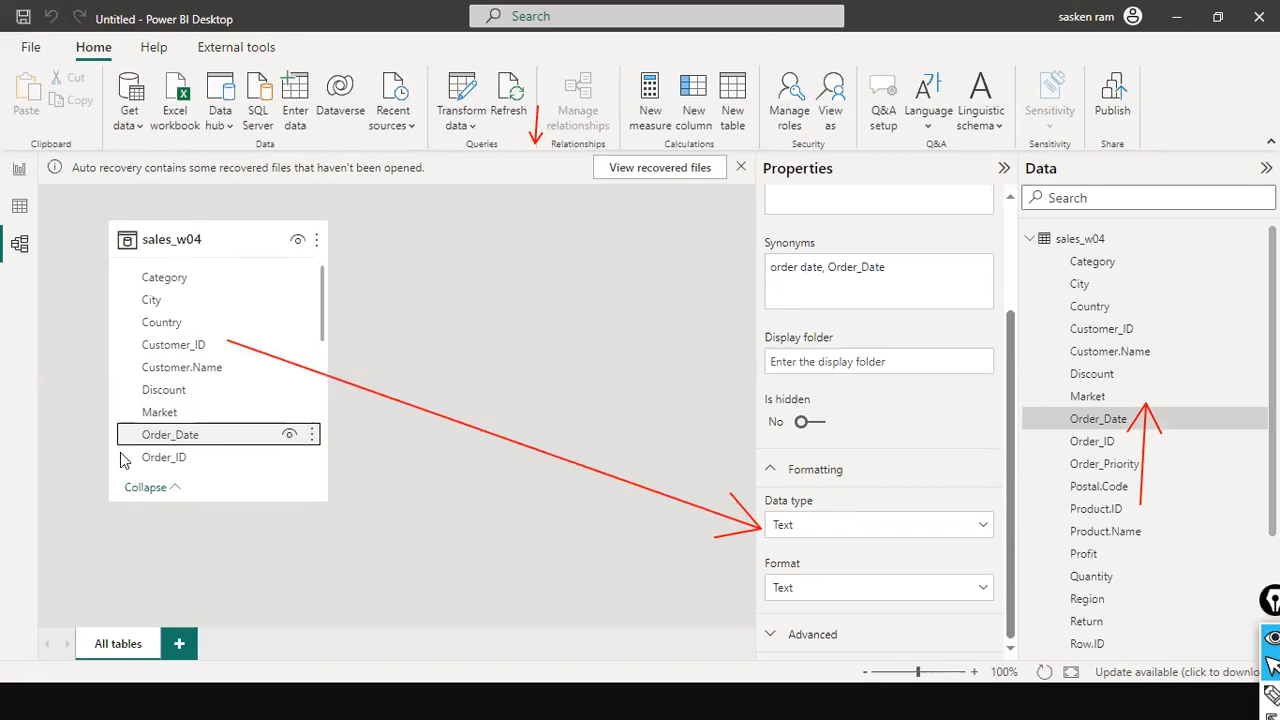 Untitled - Power BI Desktop
Search
sasken ram
File
Home
Help
External tools
Paste
Cut
Copy
Get data
Excel workbook
Data hub
SQL Server
Enter data
Dataverse
Recent sources
Transform data
Refresh
Manage relationships
New measure
New column
New table
Manage roles
View as
Q&A setup
Language
Linguistic schema
Sensitivity
Publish
Clipboard
Data
Queries
Relationships
Calculations
Security
Q&A
Sensitivity
Share
Auto recovery contains some recovered files that haven't been opened.
View recovered files
sales_w04
Category
City
Country
Customer_ID
Customer.Name
Discount
Market
Order_Date
Order_ID
Collapse
Properties
Synonyms
order date, Order_Date
Display folder
Enter the display folder
Is hidden
No
Formatting
Data type
Text
Format
Text
Advanced
Data
Search
sales_w04
Category
City
Country
Customer_ID
Customer.Name
Discount
Market
Order_Date
Order_ID
Order_Priority
Postal.Code
Product.ID
Product.Name
Profit
Quantity
Region
Return
Row.ID
All tables
100%
Update available (click to downlo